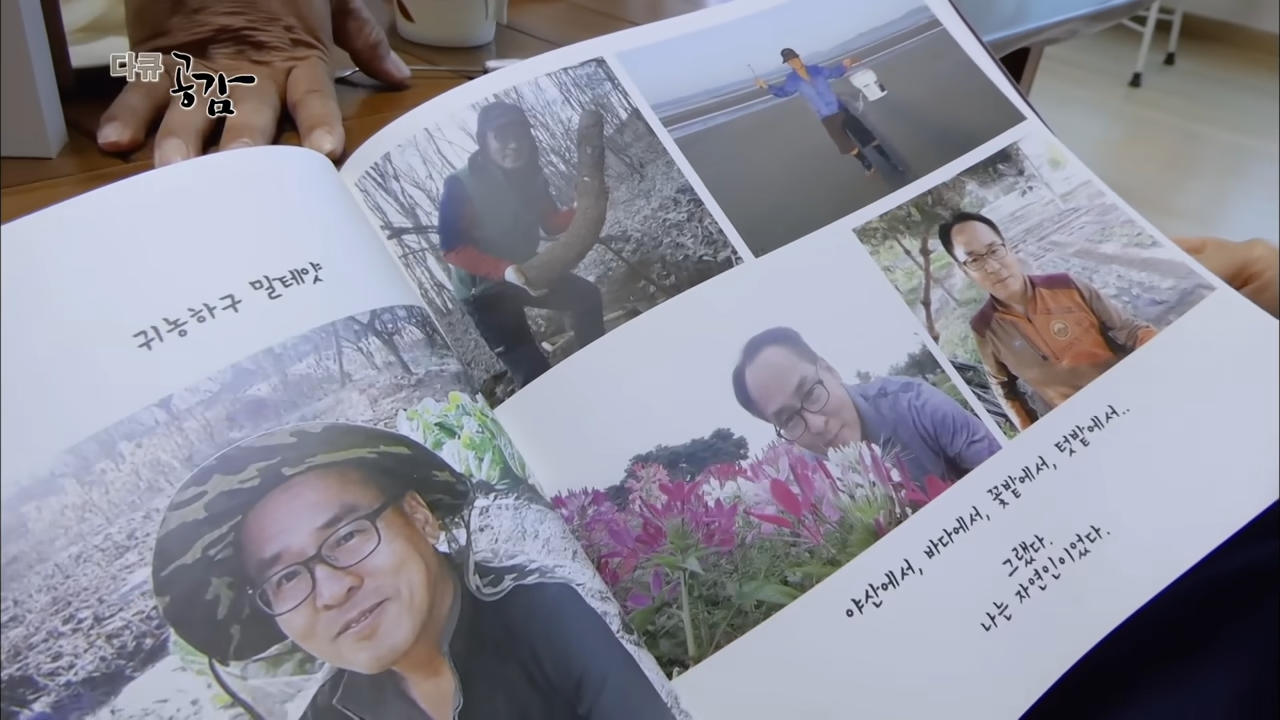 다큐 공감
귀농하구 밀테얏
야산에서, 바다에서, 꽃밭에서, 텃밭에서..
그랬다.
나는 자연인이었다.